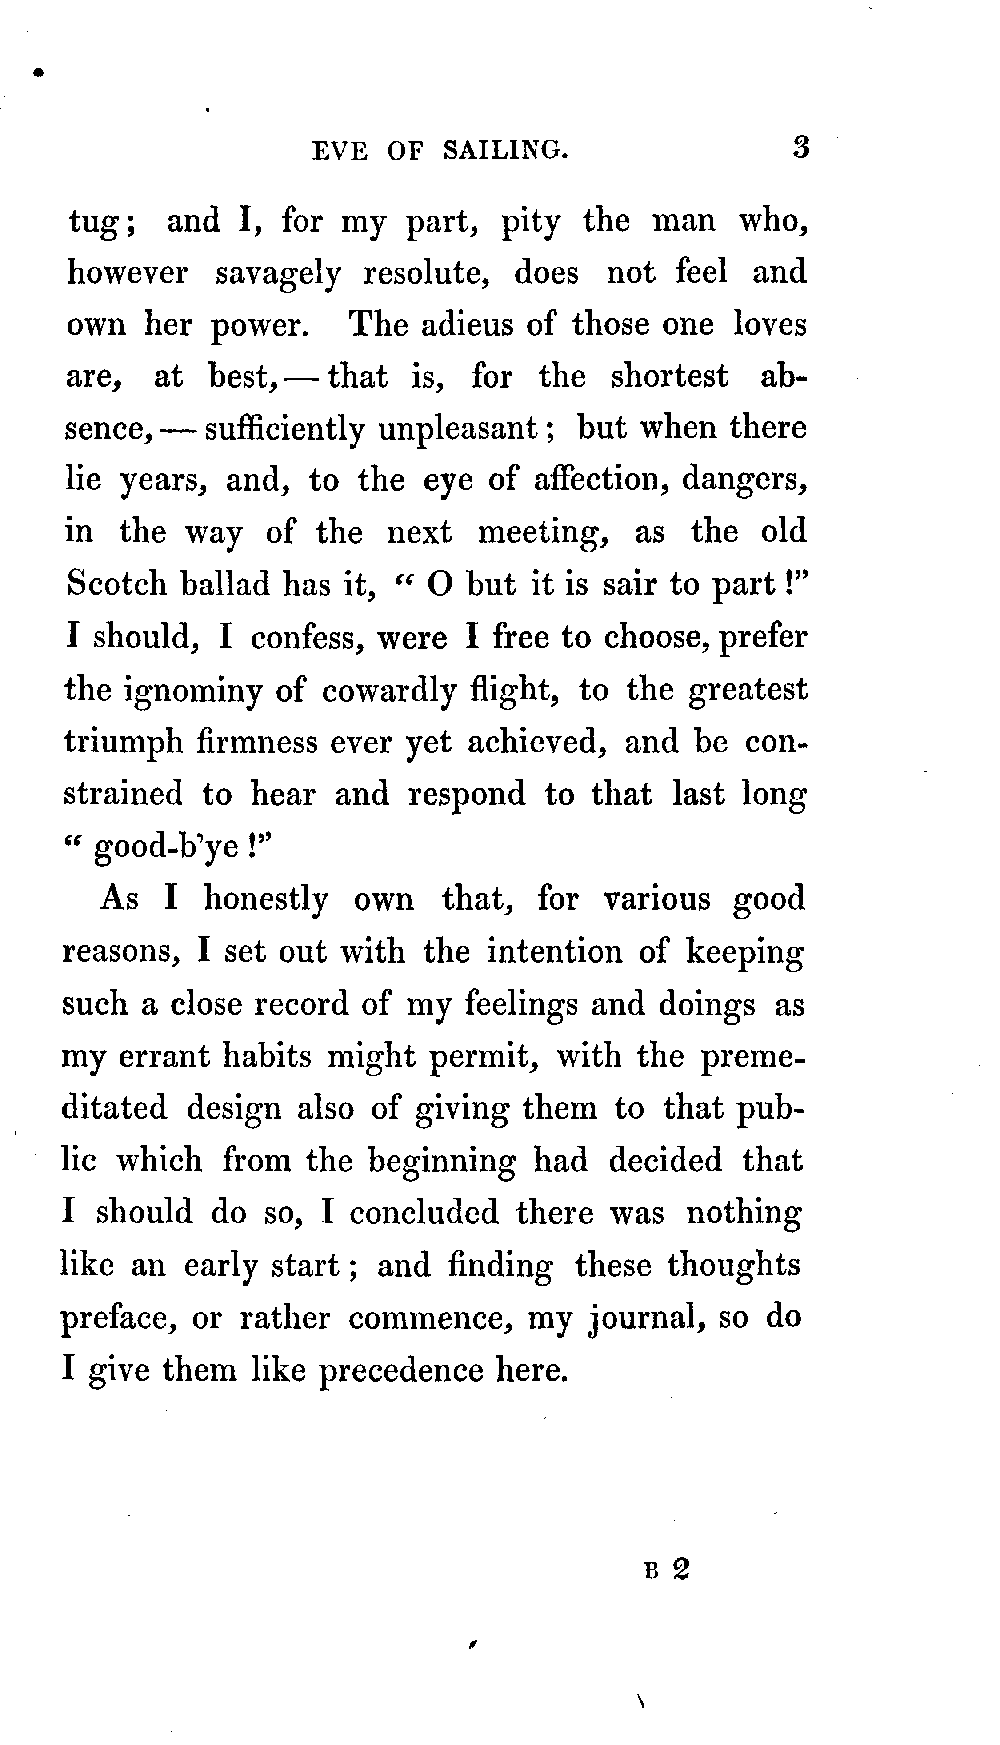 EVE OF SAILING. 3
tug; and I, for my part, pity the man who,
however savagely resolute, does not feel and
own her power. The adieus of those one loves
are, at best,— that is, for the shortest ab-
sence,— sufficiently unpleasant; but when there
lie years, and, to the eye of affection, dangers,
in the way of the next meeting, as the old
Scotch ballad has it, “ O but it is sair to part!”
I should, I confess, were I free to choose, prefer
the ignominy of cowardly flight, to the greatest
triumph firmness ever yet achieved, and be con-
strained to hear and respond to that last long
“ good-b'ye!”
As I honestly own that, for various good
reasons, I set out with the intention of keeping
such a close record of my feelings and doings as
my errant habits might permit, with the preme-
ditated design also of giving them to that pub-
lic which from the beginning had decided that
I should do so, I concluded there was nothing
like an early start; and finding these thoughts
preface, or rather commence, my journal, so do
I give them like precedence here.
B 2